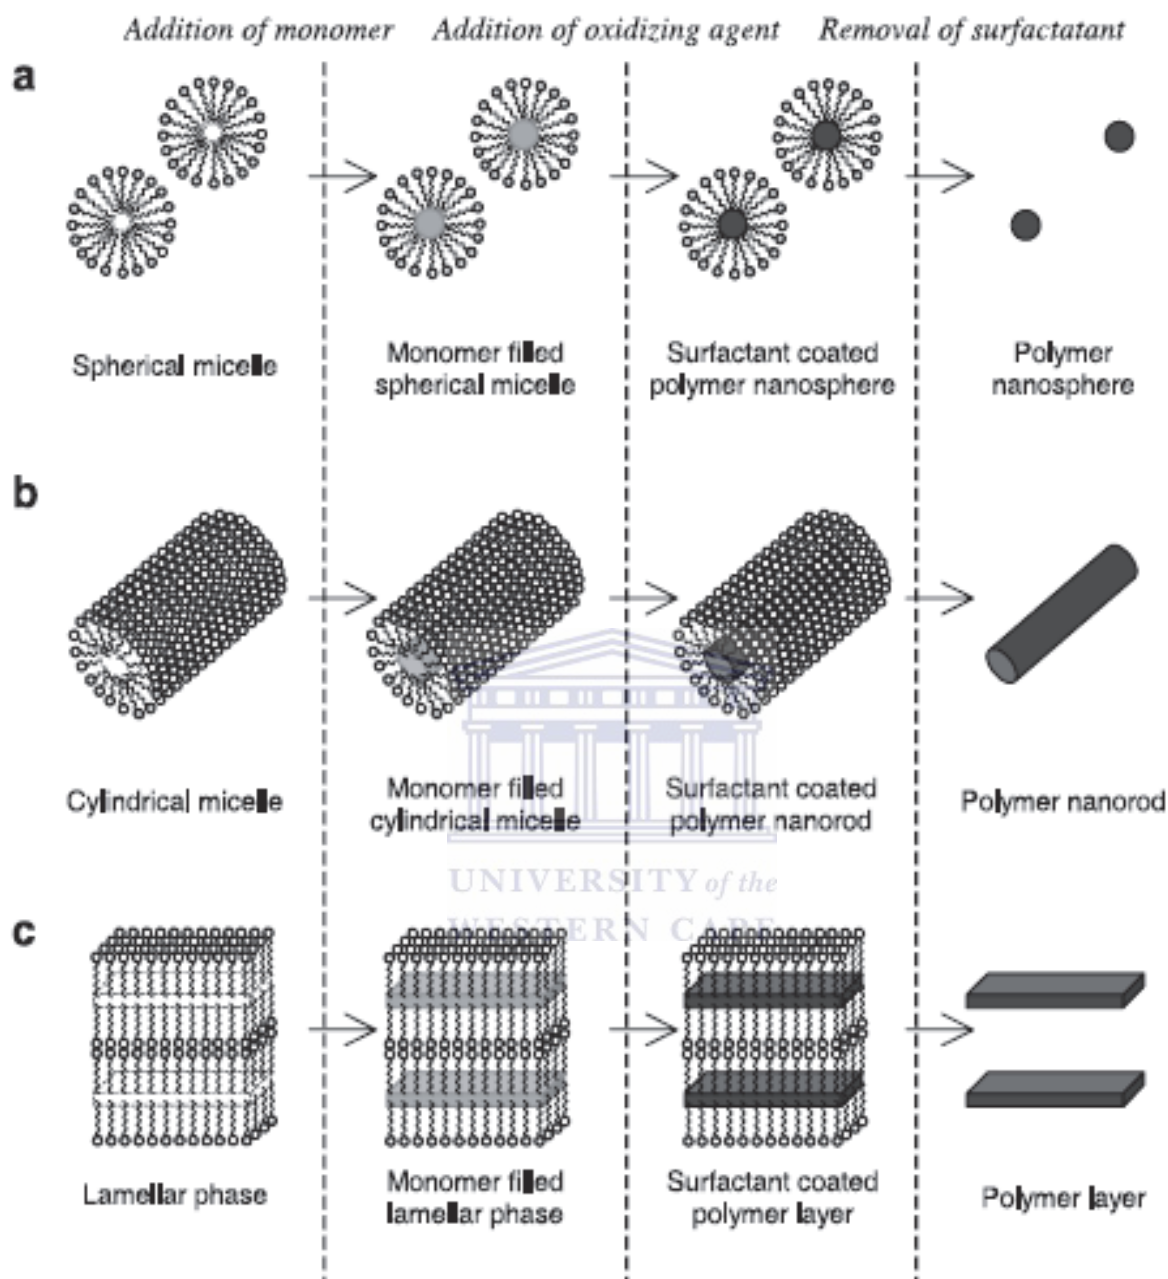 Addition of monomer Addition of oxidizing agent Removal of surfactatant
a
Spherical micelle
Monomer filled
spherical micelle
Surfactant coated
polymer nanosphere
Polymer
nanosphere
b
Cylindrical micelle
Monomer filled
cylindrical micelle
Surfactant coated
polymer nanorod
Polymer nanorod
UNIVERSITY of the
WESTERN CAPE
c
Lamellar phase
Monomer filled
lamellar phase
Surfactant coated
polymer layer
Polymer layer